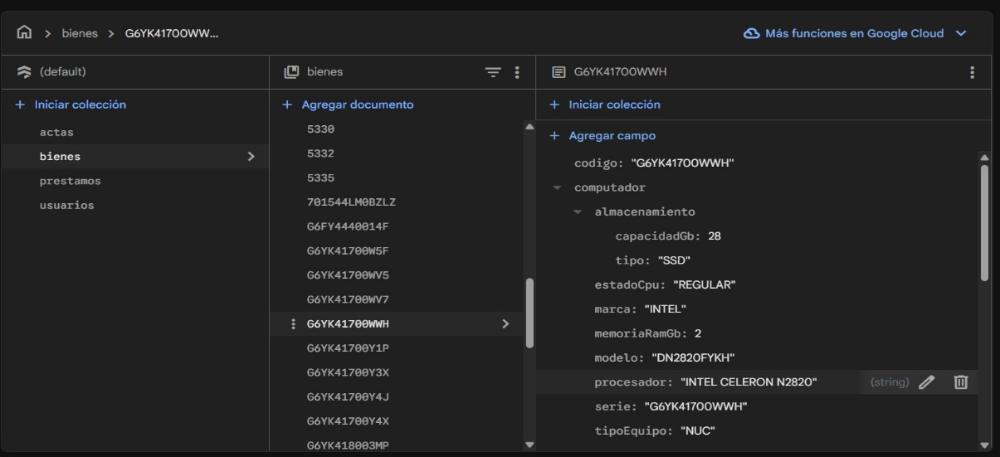 bienes > G6YK41700WW...
Más funciones en Google Cloud
(default)
+ Iniciar colección
actas
bienes
prestamos
usuarios
bienes
+ Agregar documento
5330
5332
5335
701544LM0BZLZ
G6FY4440014F
G6YK41700W5F
G6YK41700WV5
G6YK41700WV7
G6YK41700WWH
G6YK41700Y1P
G6YK41700Y3X
G6YK41700Y4J
G6YK41700Y4X
G6YK418003MP
G6YK41700WWH
+ Iniciar colección
+ Agregar campo
codigo: "G6YK41700WWH"
computador
almacenamiento
capacidadGb: 28
tipo: "SSD"
estadoCpu: "REGULAR"
marca: "INTEL"
memoriaRamGb: 2
modelo: "DN2820FYKH"
procesador: "INTEL CELERON N2820" (string)
serie: "G6YK41700WWH"
tipoEquipo: "NUC"